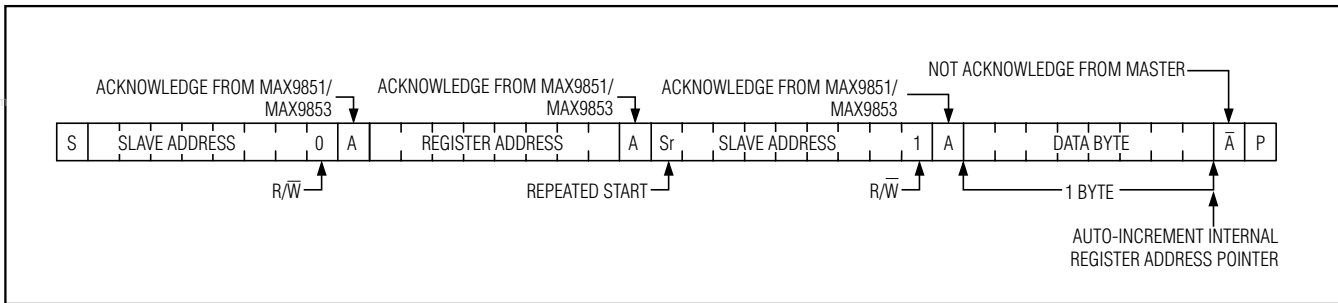 NOT ACKNOWLEDGE FROM MASTER
ACKNOWLEDGE FROM MAX9851/
MAX9853
ACKNOWLEDGE FROM MAX9851/
MAX9853
ACKNOWLEDGE FROM MAX9851/
MAX9853
S SLAVE ADDRESS 0 A REGISTER ADDRESS A Sr SLAVE ADDRESS 1 A DATA BYTE A̅ P
R/W̅
REPEATED START
R/W̅
1 BYTE
AUTO-INCREMENT INTERNAL
REGISTER ADDRESS POINTER